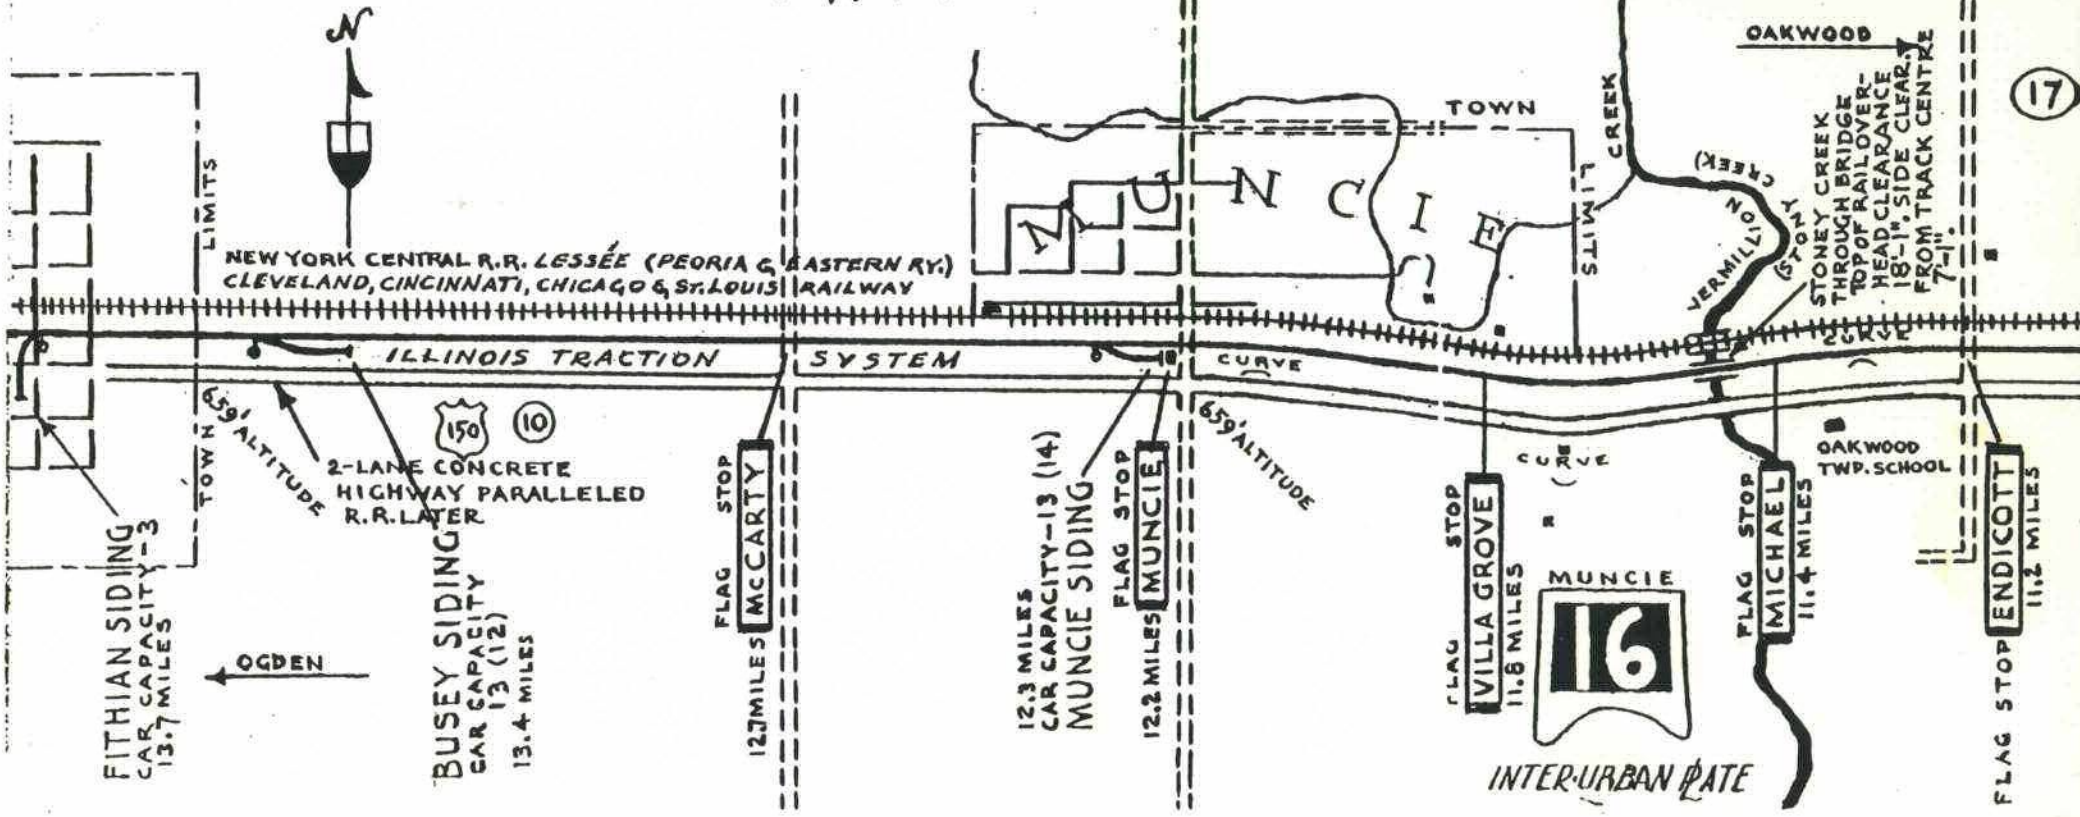 N
LIMITS
TOWN
NEW YORK CENTRAL R.R. LESSÉE (PEORIA & EASTERN RY.)
CLEVELAND, CINCINNATI, CHICAGO & ST. LOUIS RAILWAY
ILLINOIS TRACTION SYSTEM
659' ALTITUDE
150
10
2-LANE CONCRETE
HIGHWAY PARALLELED
R.R. LATER
FITHIAN SIDING
CAR CAPACITY-3
13.7 MILES
OGDEN
BUSEY SIDING
CAR CAPACITY
13 (12)
13.4 MILES
FLAG STOP
McCARTY
12.7 MILES
MUNCIE
TOWN
LIMITS
12.3 MILES
CAR CAPACITY-13 (14)
MUNCIE SIDING
FLAG STOP
MUNCIE
12.2 MILES
659' ALTITUDE
CURVE
FLAG STOP
VILLA GROVE
11.8 MILES
CURVE
MUNCIE
16
INTER-URBAN PLATE
CREEK
VERMILLION
(STONY
CREEK)
OAKWOOD
STONEY CREEK
THROUGH BRIDGE
TOP OF RAIL OVER-
HEAD CLEARANCE
18'-1". SIDE CLEAR.
FROM TRACK CENTRE
7'-1".
17
CURVE
FLAG STOP
MICHAEL
11.4 MILES
OAKWOOD
TWP. SCHOOL
FLAG STOP
ENDICOTT
11.2 MILES